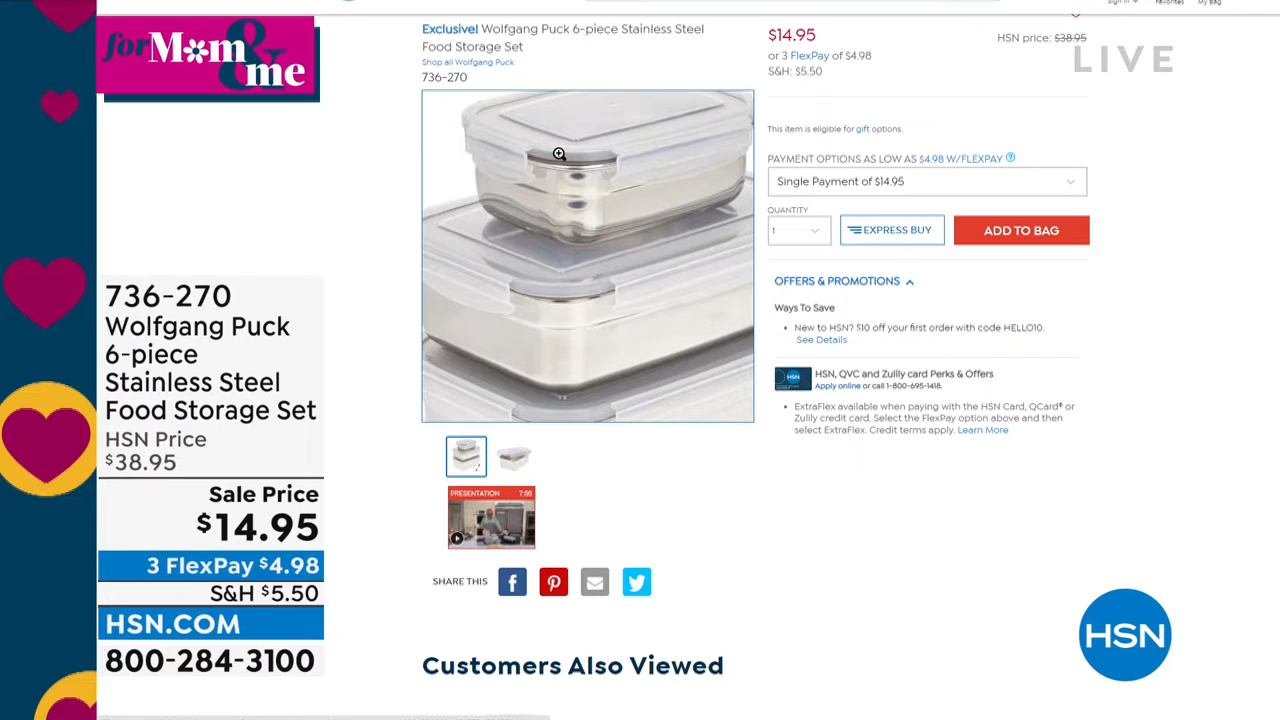 for Mom
& me
736-270
Wolfgang Puck
6-piece
Stainless Steel
Food Storage Set
HSN Price
$38.95
Sale Price
$14.95
3 FlexPay $4.98
S&H $5.50
HSN.COM
800-284-3100
Sign In
Favorites
My Bag
Exclusive! Wolfgang Puck 6-piece Stainless Steel
Food Storage Set
Shop all Wolfgang Puck
736-270
$14.95
HSN price: $38.95
or 3 FlexPay of $4.98
S&H: $5.50
LIVE
This item is eligible for gift options.
PAYMENT OPTIONS AS LOW AS $4.98 W/FLEXPAY ?
Single Payment of $14.95
QUANTITY
1
EXPRESS BUY
ADD TO BAG
OFFERS & PROMOTIONS
Ways To Save
• New to HSN? $10 off your first order with code HELLO10.
See Details
HSN
HSN, QVC and Zulily card Perks & Offers
Apply online or call 1-800-695-1418.
• ExtraFlex available when paying with the HSN Card, QCard® or
Zulily credit card. Select the FlexPay option above and then
select ExtraFlex. Credit terms apply. Learn More
PRESENTATION 7:56
SHARE THIS
Customers Also Viewed
HSN